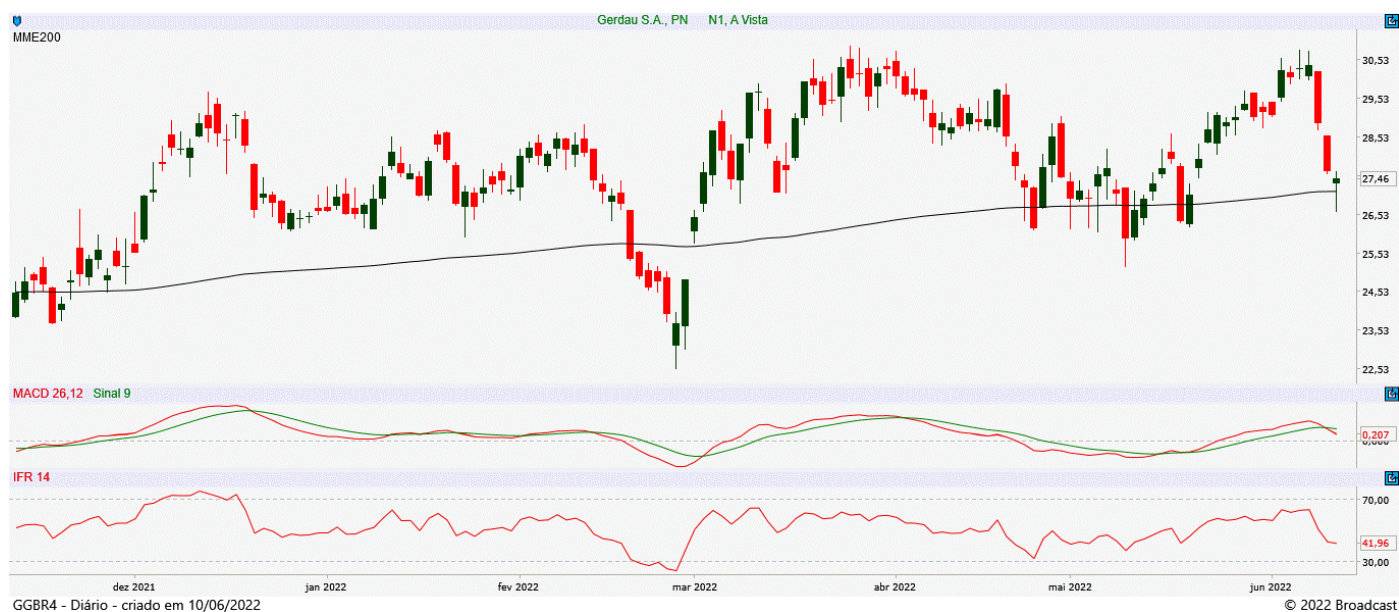 Gerdau S.A., PN N1, A Vista
MME200
30,53
29,53
28,53
27,46
26,53
25,53
24,53
23,53
22,53
MACD 26,12 Sinal 9
0,207
IFR 14
70,00
41,96
30,00
dez 2021 jan 2022 fev 2022 mar 2022 abr 2022 mai 2022 jun 2022
GGBR4 - Diário - criado em 10/06/2022 © 2022 Broadcast